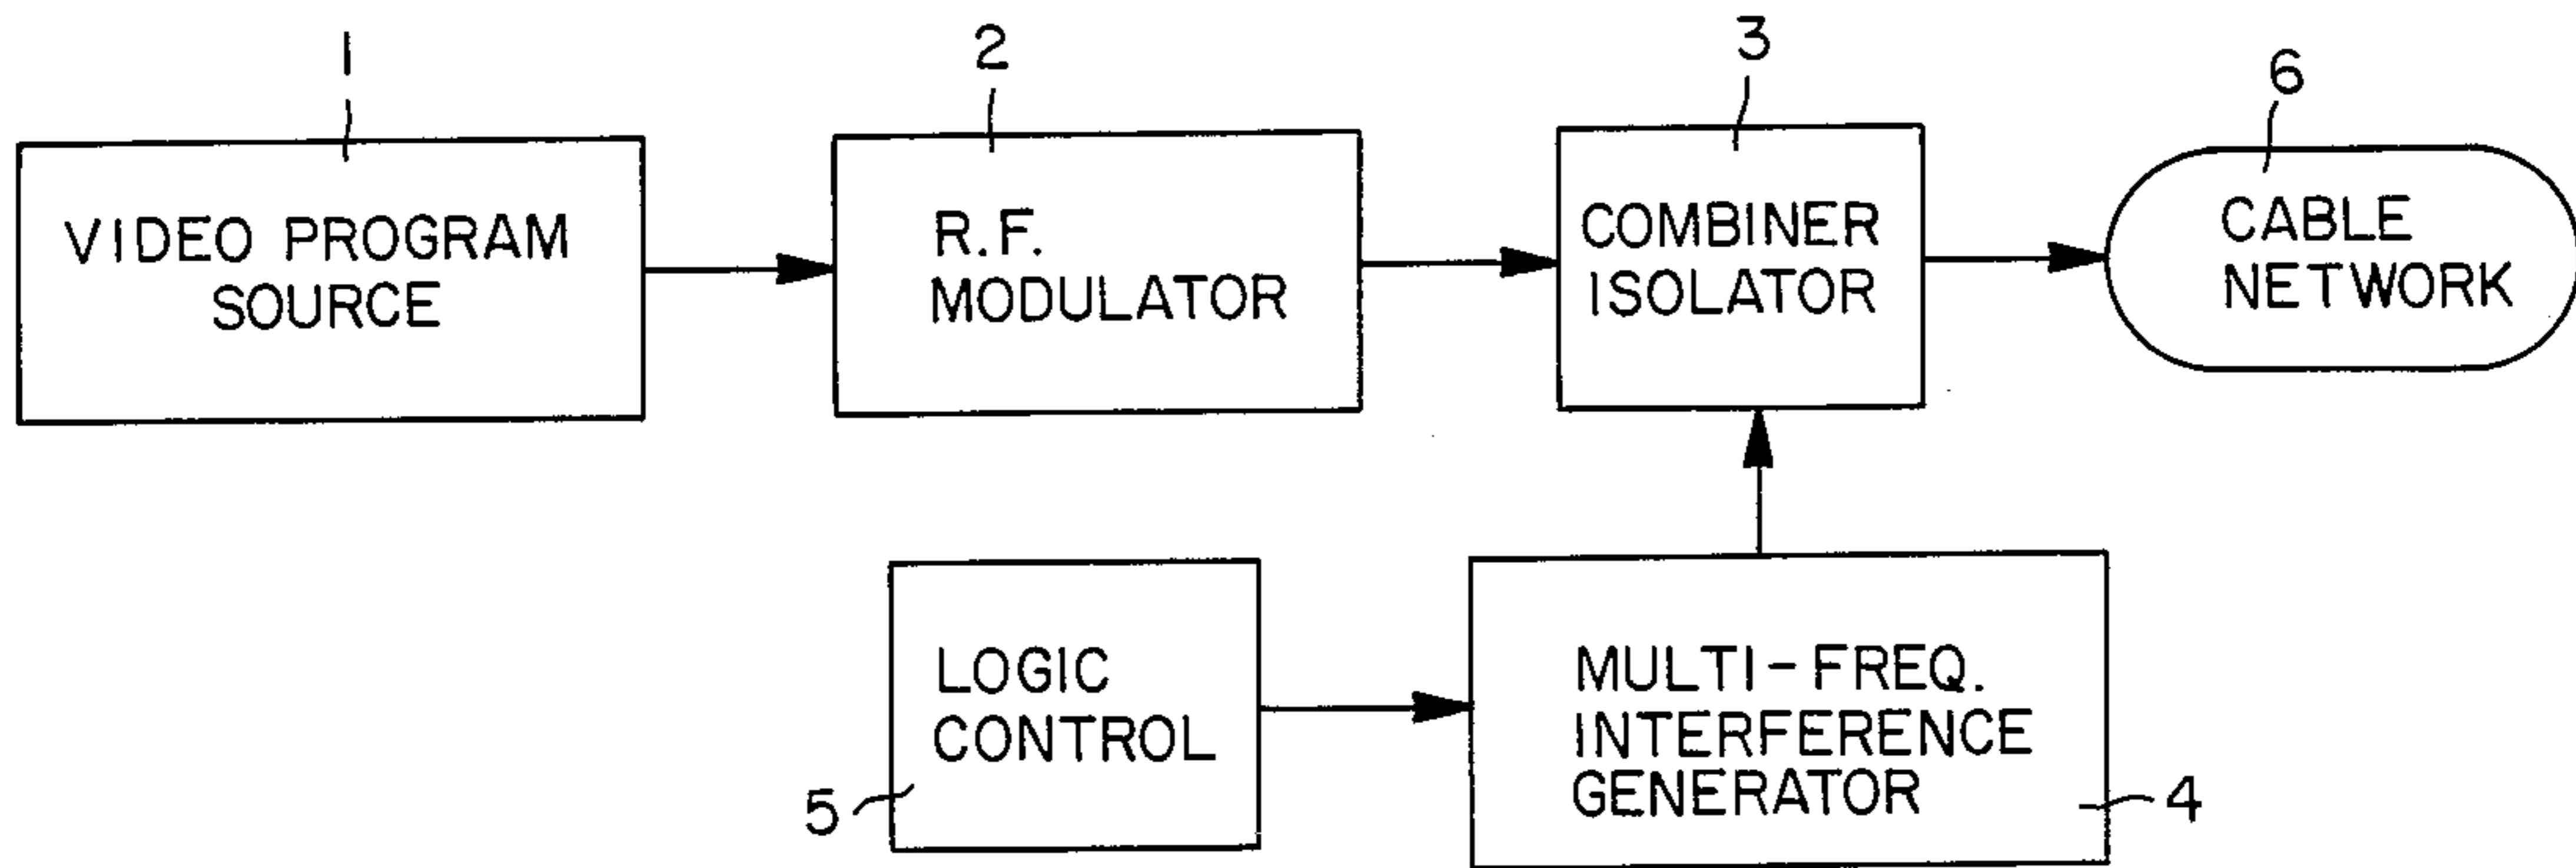 1
2
3
6
VIDEO PROGRAM
SOURCE
R.F.
MODULATOR
COMBINER
ISOLATOR
CABLE
NETWORK
LOGIC
CONTROL
5
MULTI-FREQ.
INTERFERENCE
GENERATOR
4